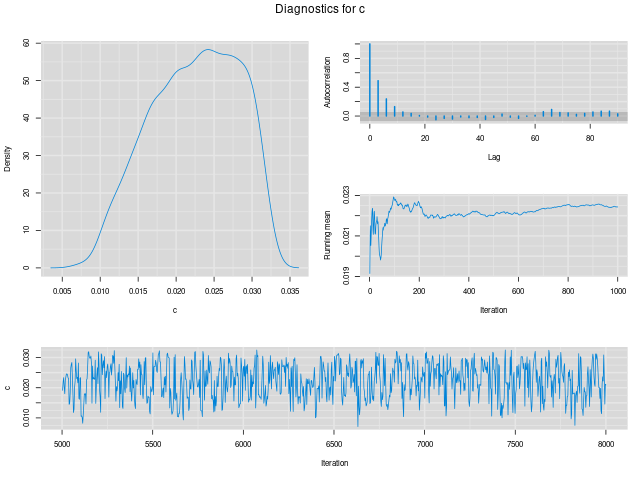 Diagnostics for c
Density
0 10 20 30 40 50 60
0.005 0.010 0.015 0.020 0.025 0.030 0.035
c
Autocorrelation
0.0 0.4 0.8
0 20 40 60 80
Lag
Running mean
0.019 0.021 0.023
0 200 400 600 800 1000
Iteration
c
0.010 0.020 0.030
5000 5500 6000 6500 7000 7500 8000
Iteration